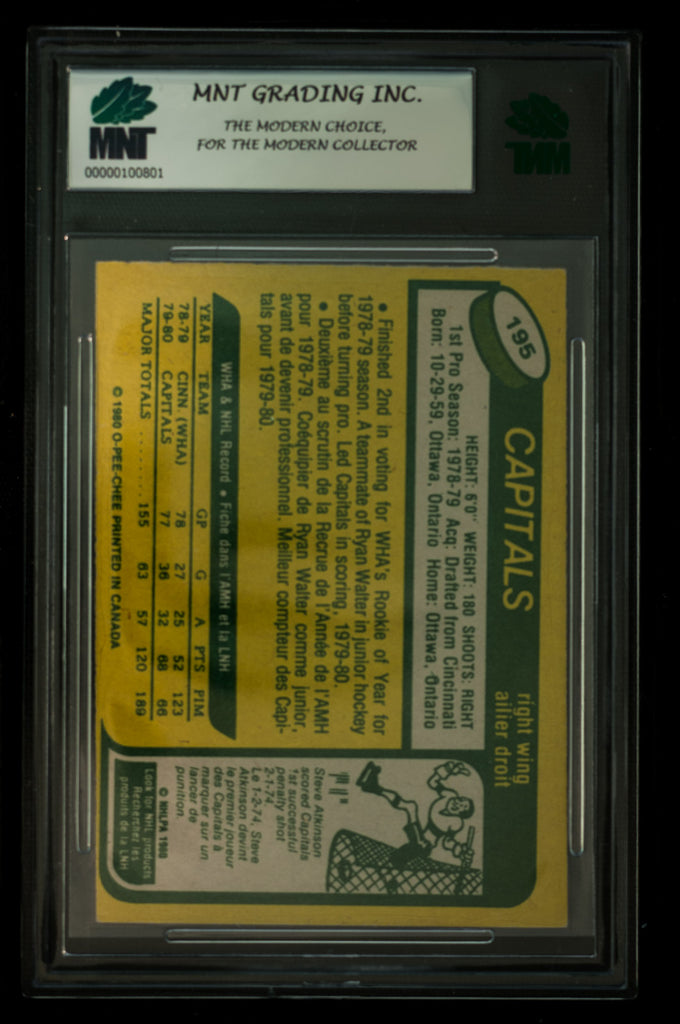 MNT GRADING INC.
THE MODERN CHOICE,
FOR THE MODERN COLLECTOR
MNT
00000100801
MNT
195
CAPITALS
right wing
ailier droit
HEIGHT: 6'0" WEIGHT: 180 SHOOTS: RIGHT
1st Pro Season: 1978-79 Acq: Drafted from Cincinnati
Born: 10-29-59, Ottawa, Ontario Home: Ottawa, Ontario
• Finished 2nd in voting for WHA's Rookie of Year for
1978-79 season. A teammate of Ryan Walter in junior hockey
before turning pro. Led Capitals in scoring, 1979-80.
• Deuxième au scrutin de la Recrue de l'Année de l'AMH
pour 1978-79. Coéquipier de Ryan Walter comme junior,
avant de devenir professionnel. Meilleur compteur des Capi-
tals pour 1979-80.
WHA & NHL Record • Fiche dans l'AMH et la LNH
YEAR TEAM GP G A PTS PIM
78-79 CINN. (WHA) 78 27 25 52 123
79-80 CAPITALS 77 36 32 68 66
MAJOR TOTALS ......... 155 63 57 120 189
© 1980 O-PEE-CHEE PRINTED IN CANADA
Steve Atkinson
scored Capitals
1st successful
penalty shot
2-1-74.
Le 1-2-74, Steve
Atkinson devint
le premier joueur
des Capitals à
marquer sur un
lancer de
punition.
© NHLPA 1980
Look for NHL products
Recherchez les
produits de la LNH